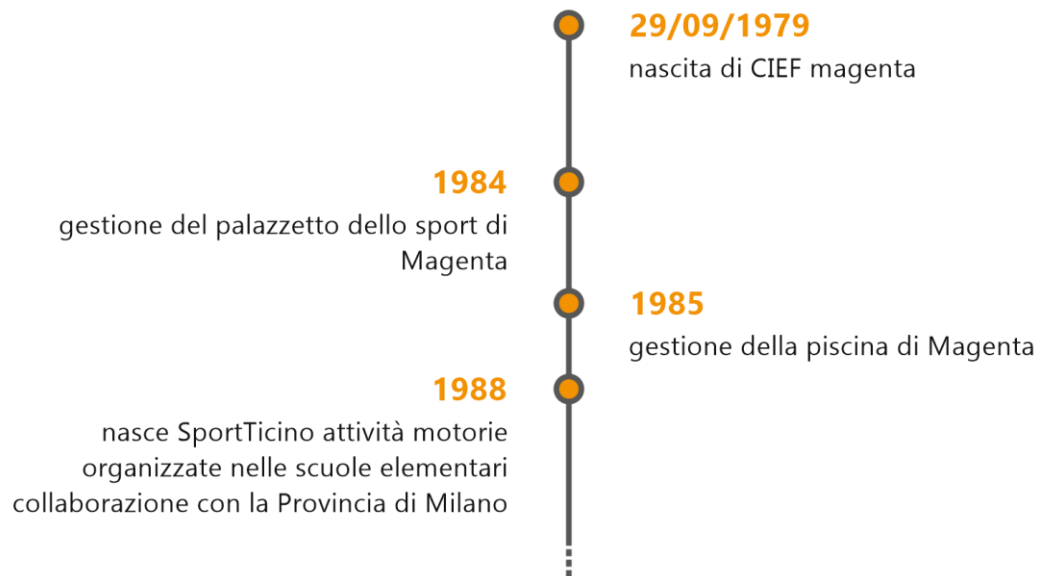 29/09/1979
nascita di CIEF magenta
1984
gestione del palazzetto dello sport di
Magenta
1985
gestione della piscina di Magenta
1988
nasce SportTicino attività motorie
organizzate nelle scuole elementari
collaborazione con la Provincia di Milano